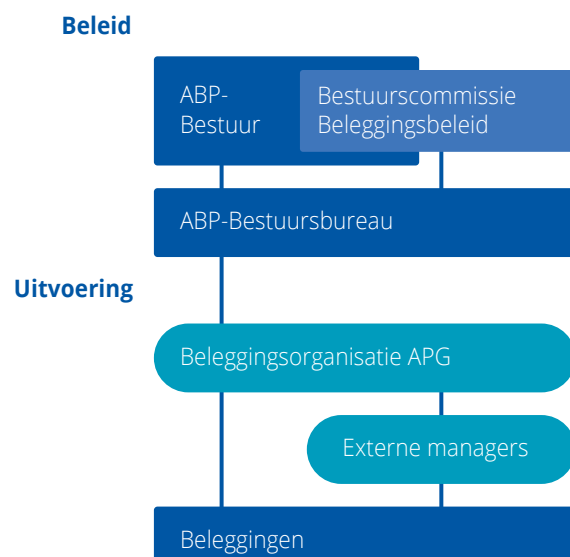 Beleid
ABP-
Bestuur
Bestuurscommissie
Beleggingsbeleid
ABP-Bestuursbureau
Uitvoering
Beleggingsorganisatie APG
Externe managers
Beleggingen